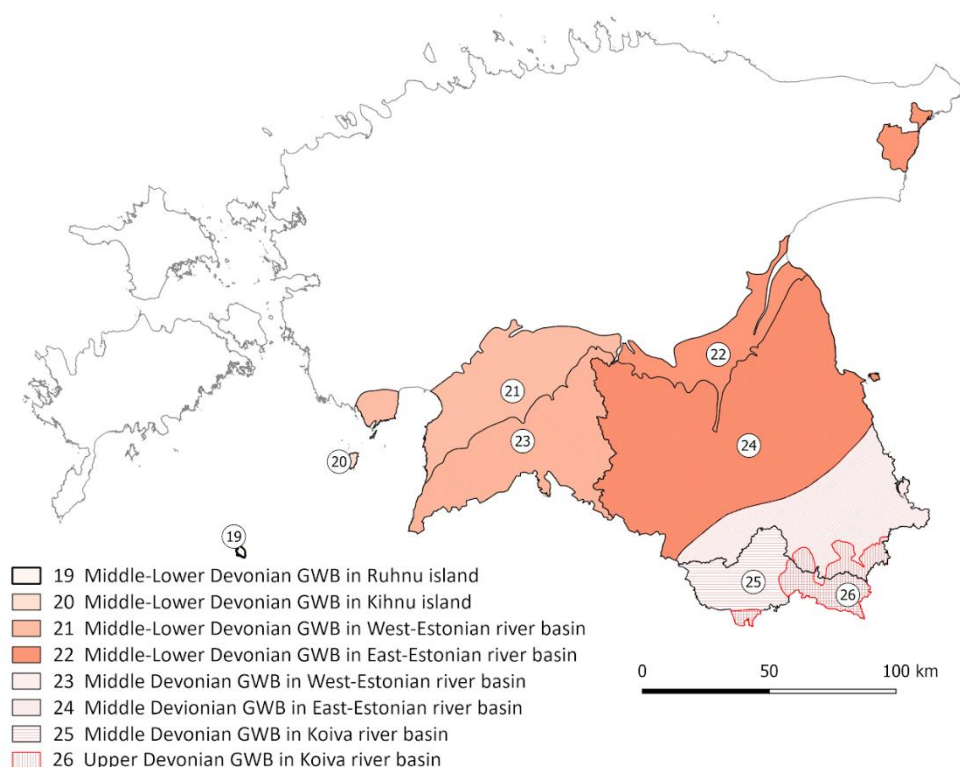 22
21
23
24
20
19
25
26
19 Middle-Lower Devonian GWB in Ruhnu island
20 Middle-Lower Devonian GWB in Kihnu island
21 Middle-Lower Devonian GWB in West-Estonian river basin
22 Middle-Lower Devonian GWB in East-Estonian river basin
23 Middle Devonian GWB in West-Estonian river basin
24 Middle Devionian GWB in East-Estonian river basin
25 Middle Devonian GWB in Koiva river basin
26 Upper Devonian GWB in Koiva river basin
0 50 100 km